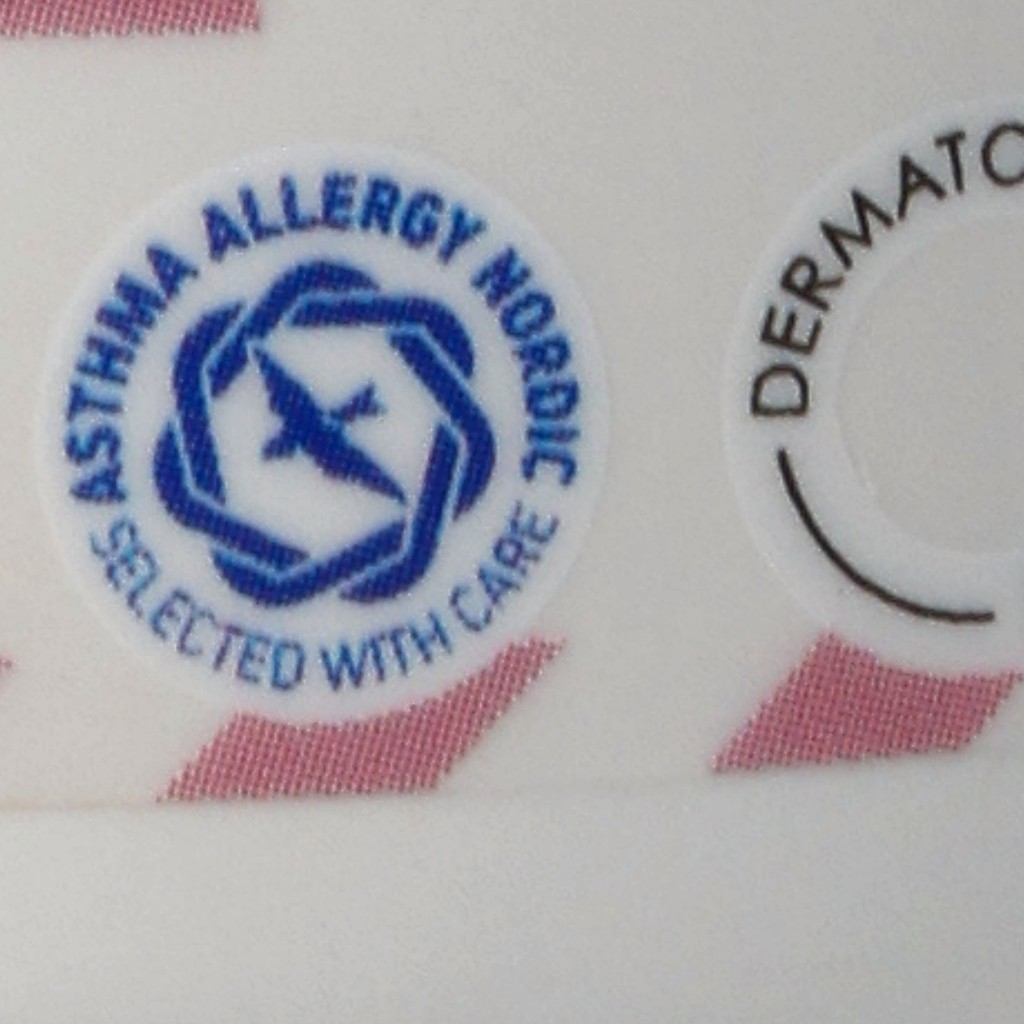 ASTHMA ALLERGY NORDIC
SELECTED WITH CARE
DERMATO